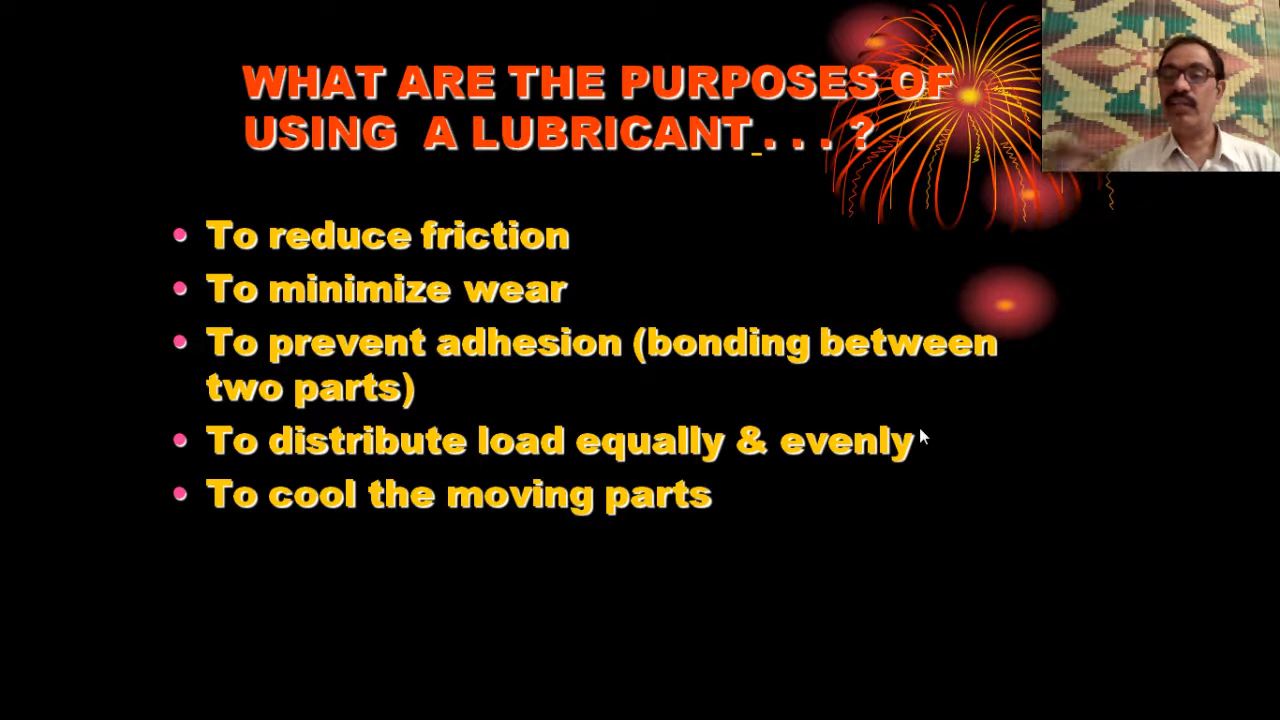 WHAT ARE THE PURPOSES OF
USING A LUBRICANT . . . ?
• To reduce friction
• To minimize wear
• To prevent adhesion (bonding between
two parts)
• To distribute load equally & evenly
• To cool the moving parts